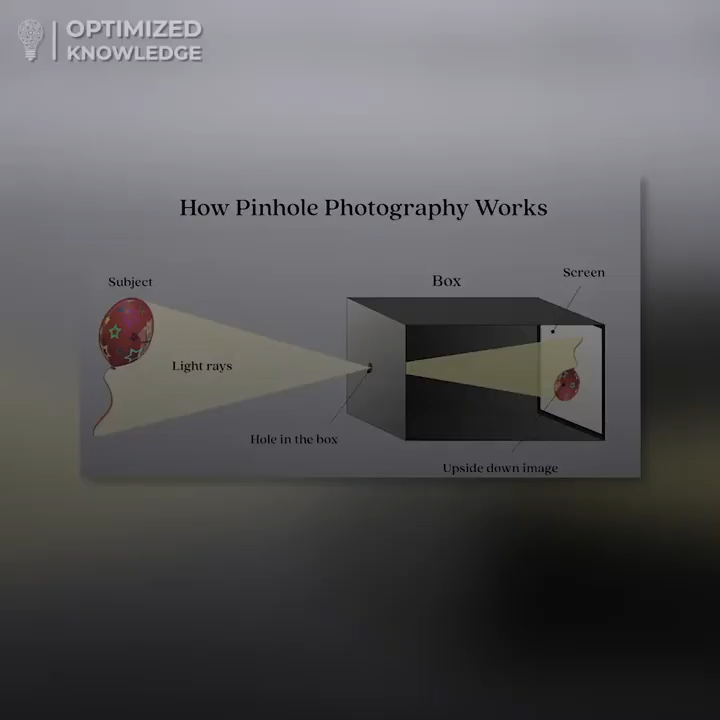 OPTIMIZED
KNOWLEDGE
How Pinhole Photography Works
Subject
Box
Screen
Light rays
Hole in the box
Upside down image